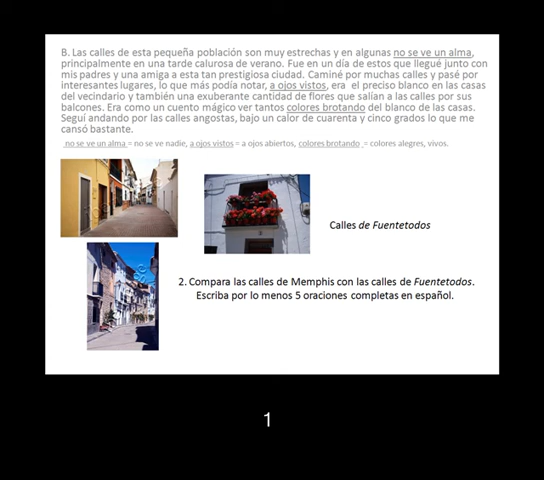 B. Las calles de esta pequeña población son muy estrechas y en algunas no se ve un alma,
principalmente en una tarde calurosa de verano. Fue en un día de estos que llegué junto con
mis padres y una amiga a esta tan prestigiosa ciudad. Caminé por muchas calles y pasé por
interesantes lugares, lo que más podía notar, a ojos vistos, era el preciso blanco en las casas
del vecindario y también una exuberante cantidad de flores que salían a las calles por sus
balcones. Era como un cuento mágico ver tantos colores brotando del blanco de las casas.
Seguí andando por las calles angostas, bajo un calor de cuarenta y cinco grados lo que me
cansó bastante.
no se ve un alma = no se ve nadie, a ojos vistos = a ojos abiertos, colores brotando = colores alegres, vivos.
Calles de Fuentetodos
2. Compara las calles de Memphis con las calles de Fuentetodos.
Escriba por lo menos 5 oraciones completas en español.
1